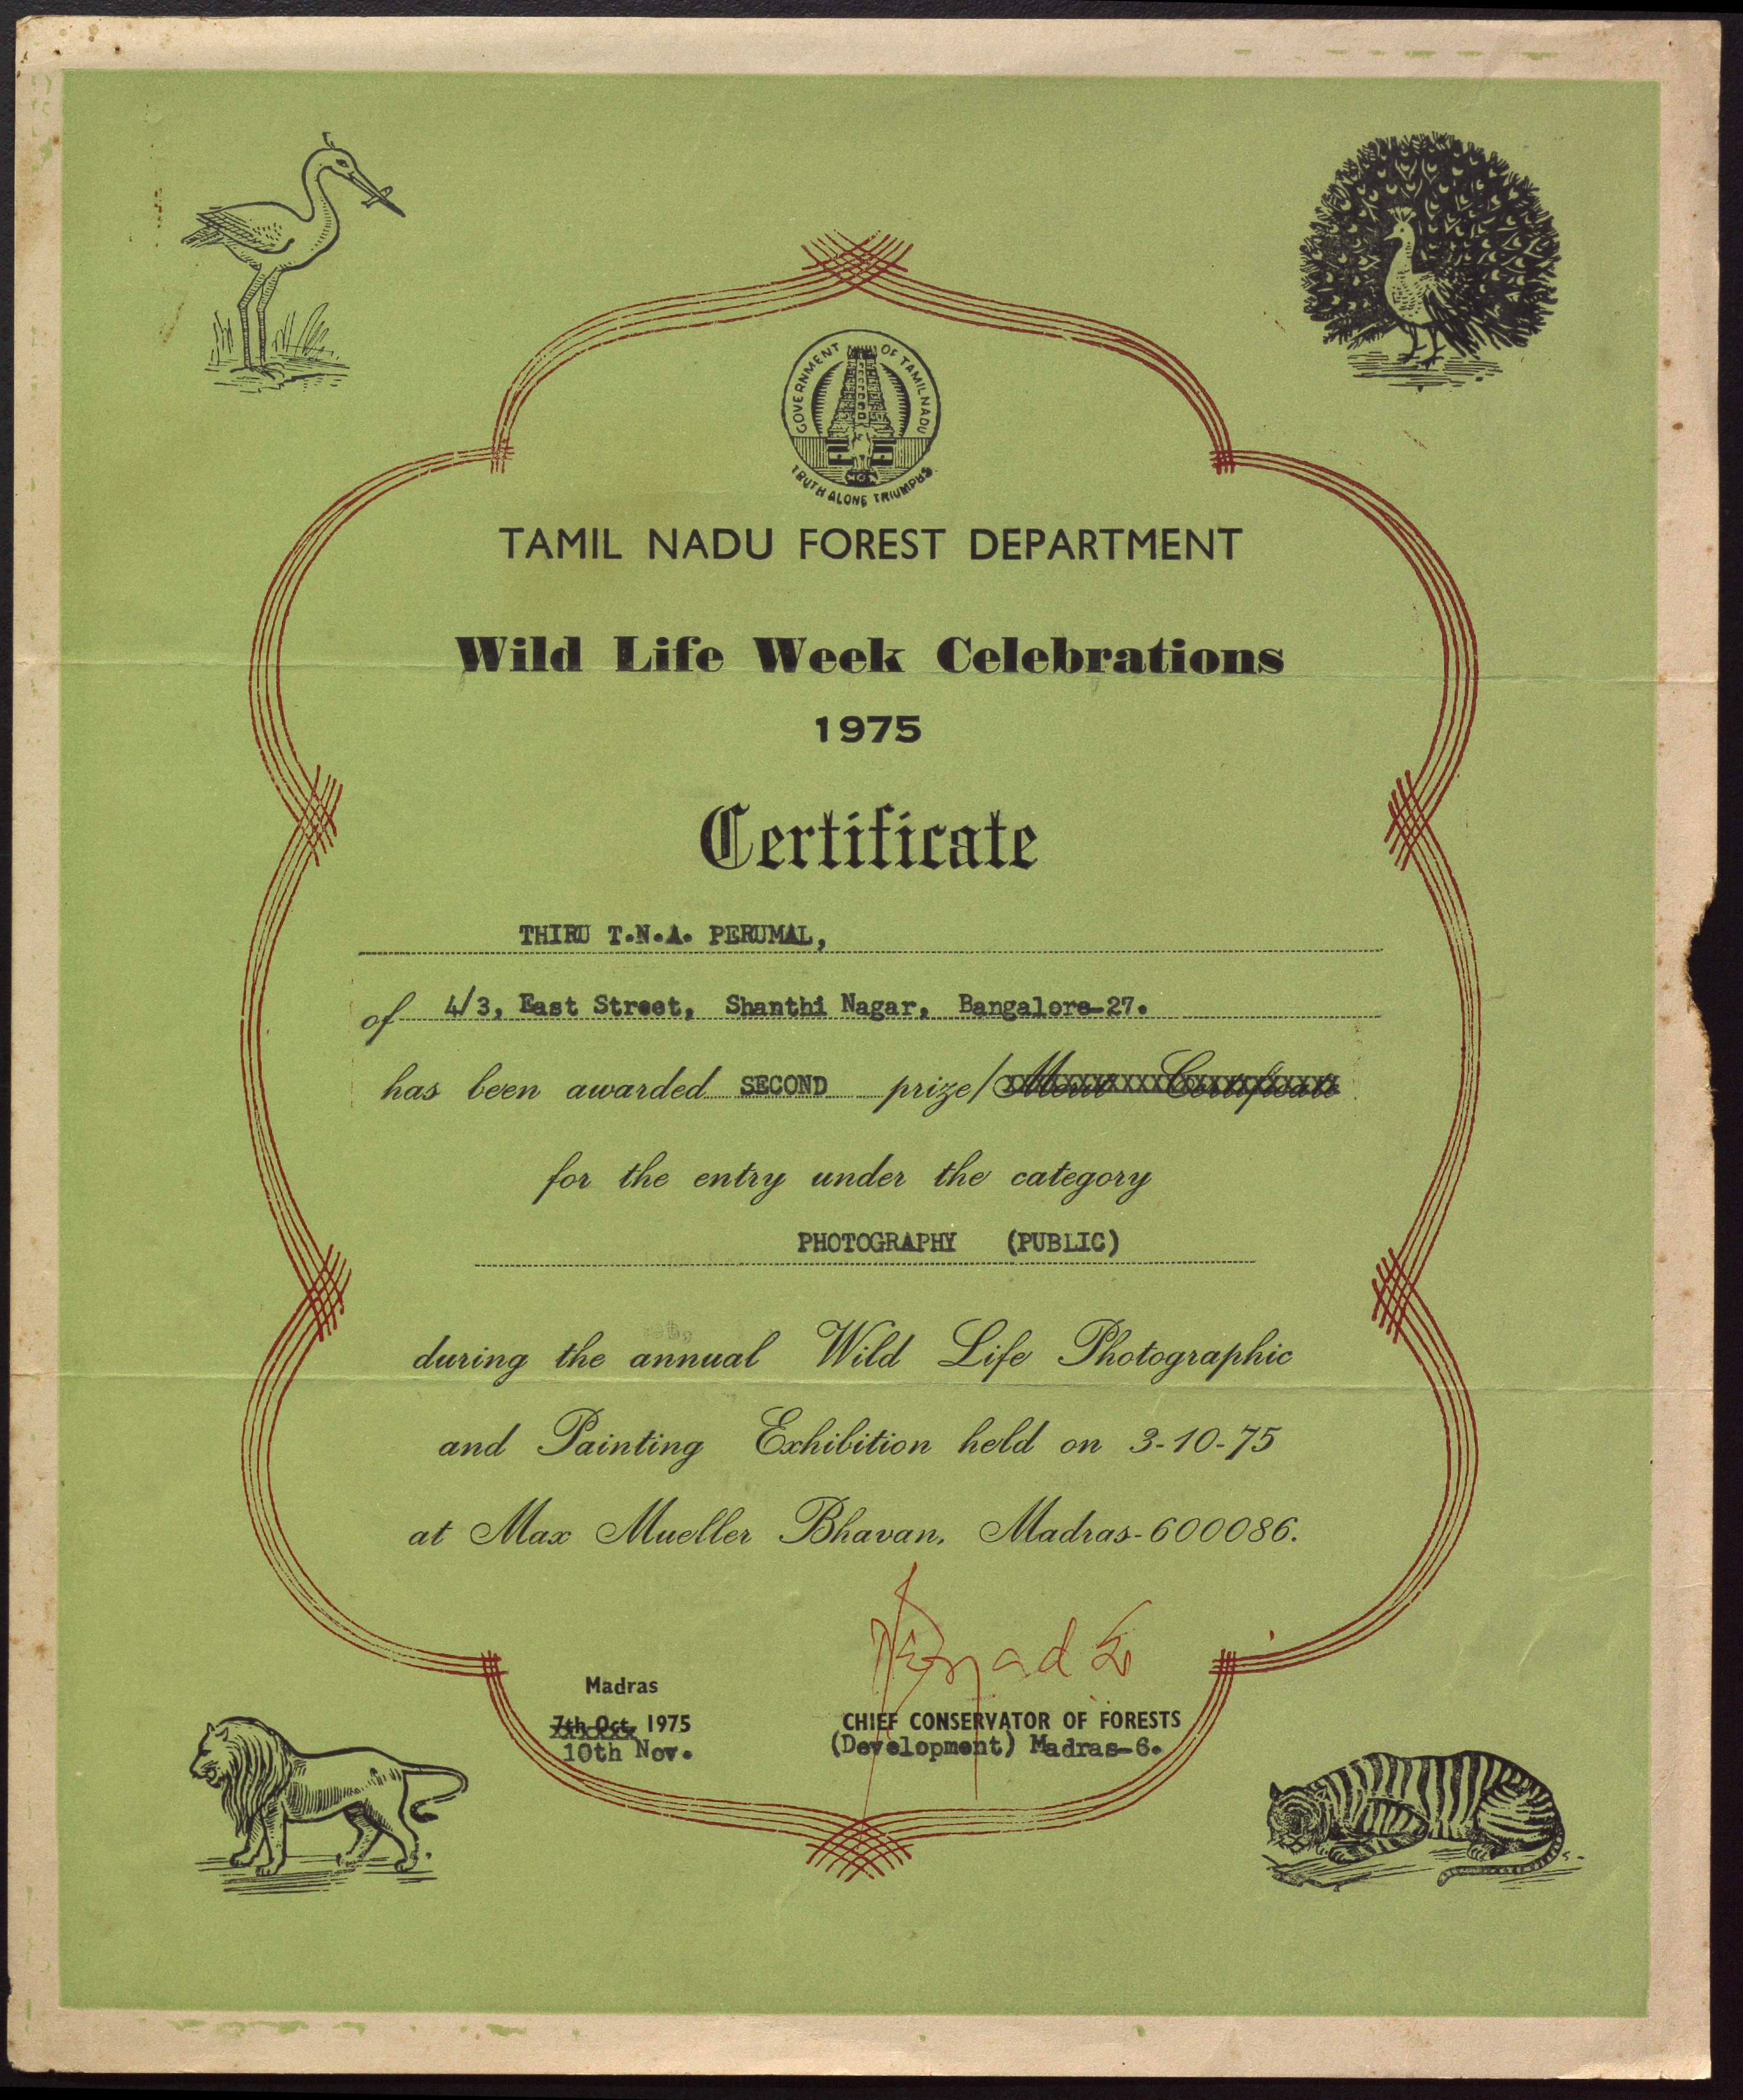 GOVERNMENT OF TAMILNADU
TRUTH ALONE TRIUMPHS
TAMIL NADU FOREST DEPARTMENT
Wild Life Week Celebrations
1975
Certificate
THIRU T.N.A. PERUMAL,
of 4/3, East Street, Shanthi Nagar, Bangalore-27.
has been awarded SECOND prize/Merit Certificate
for the entry under the category
PHOTOGRAPHY (PUBLIC)
during the annual Wild Life Photographic
and Painting Exhibition held on 3-10-75
at Max Mueller Bhavan, Madras-600086.
Madras
7th Oct. 1975
10th Nov.
CHIEF CONSERVATOR OF FORESTS
(Development) Madras-6.